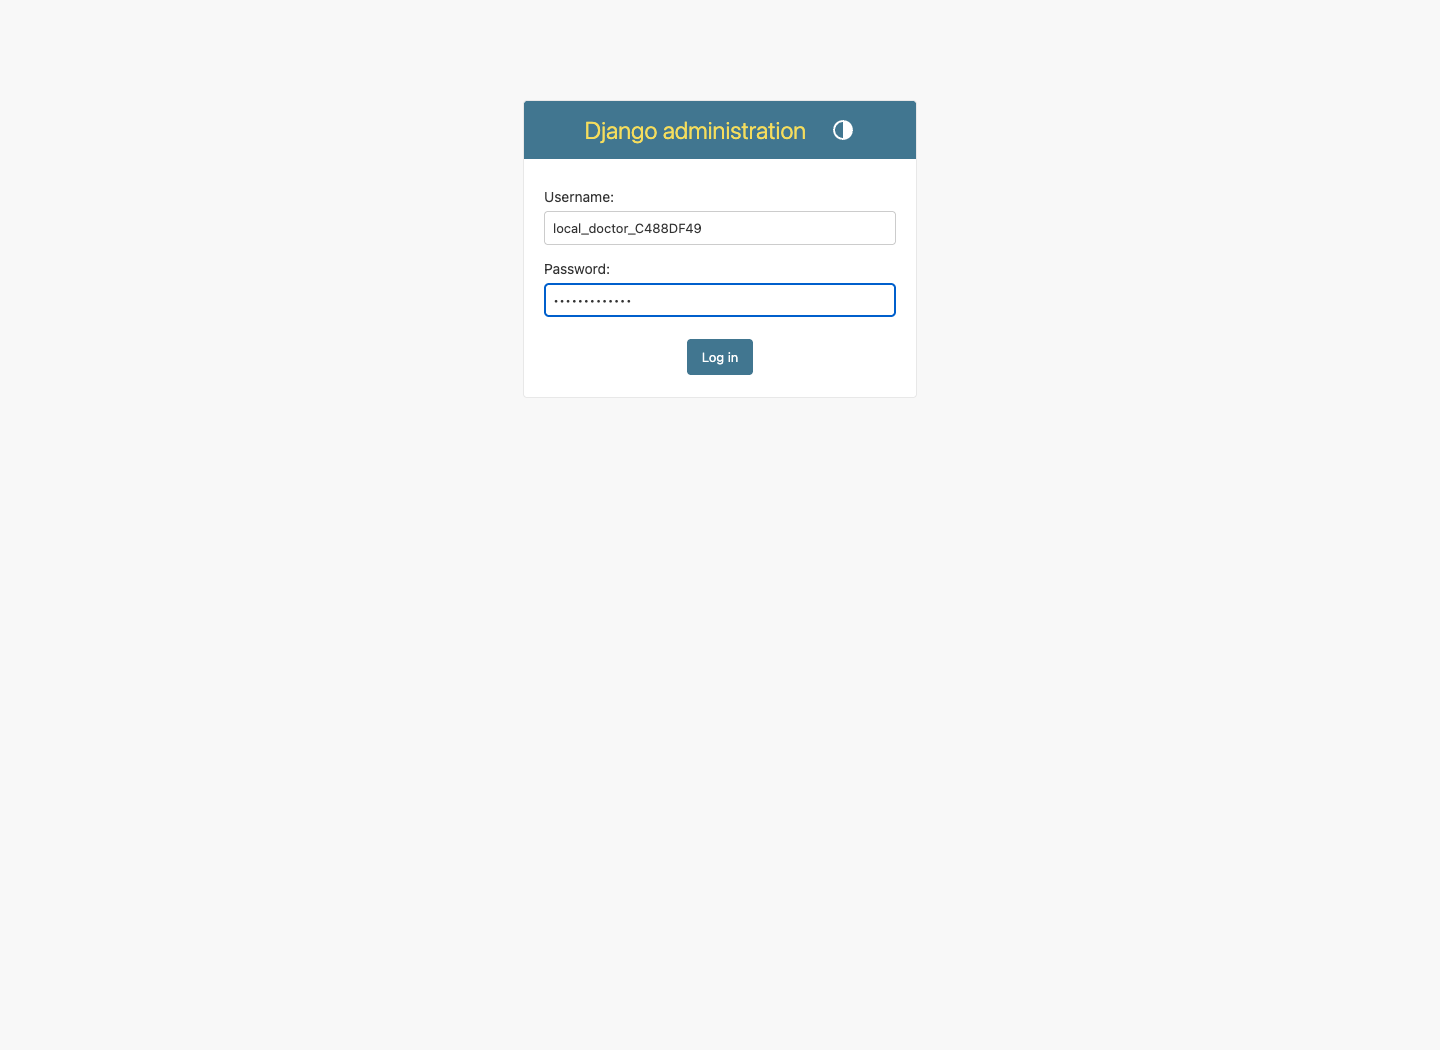 Django administration
Username:
local_doctor_C488DF49
Password:
•••••••••••••
Log in